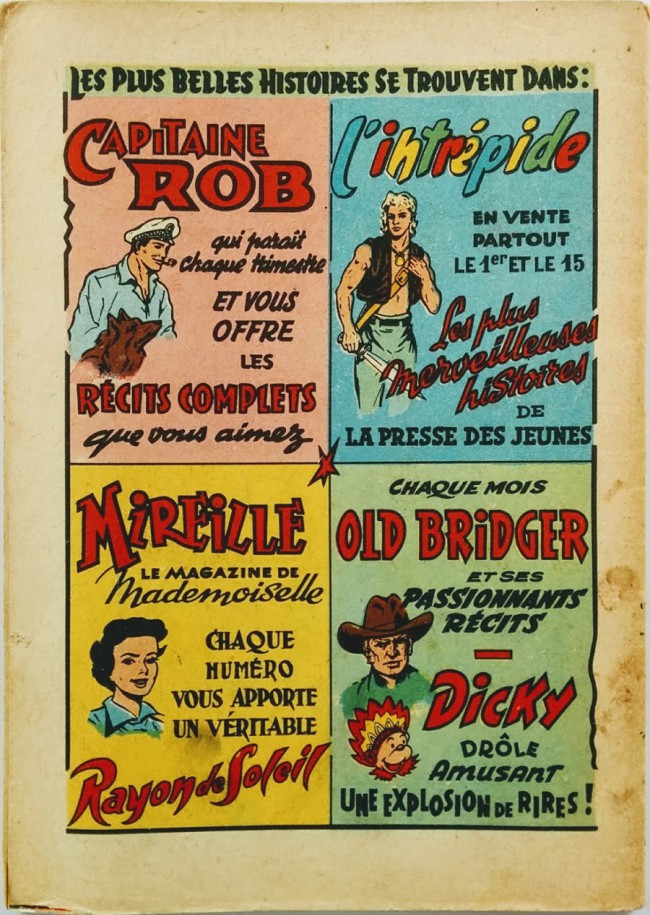 LES PLUS BELLES HISTOIRES SE TROUVENT DANS:
CAPITAINE
ROB
qui paraît
chaque trimestre
ET VOUS
OFFRE
LES
RÉCITS COMPLETS
que vous aimez
l'intrépide
EN VENTE
PARTOUT
LE 1er ET LE 15
Les plus
merveilleuses
histoires
DE
LA PRESSE DES JEUNES
MIREILLE
LE MAGAZINE DE
Mademoiselle
CHAQUE
NUMÉRO
VOUS APPORTE
UN VÉRITABLE
Rayon de Soleil
CHAQUE MOIS
OLD BRIDGER
ET SES
PASSIONNANTS
RÉCITS
—
DICKY
DRÔLE
AMUSANT
UNE EXPLOSION DE RIRES!